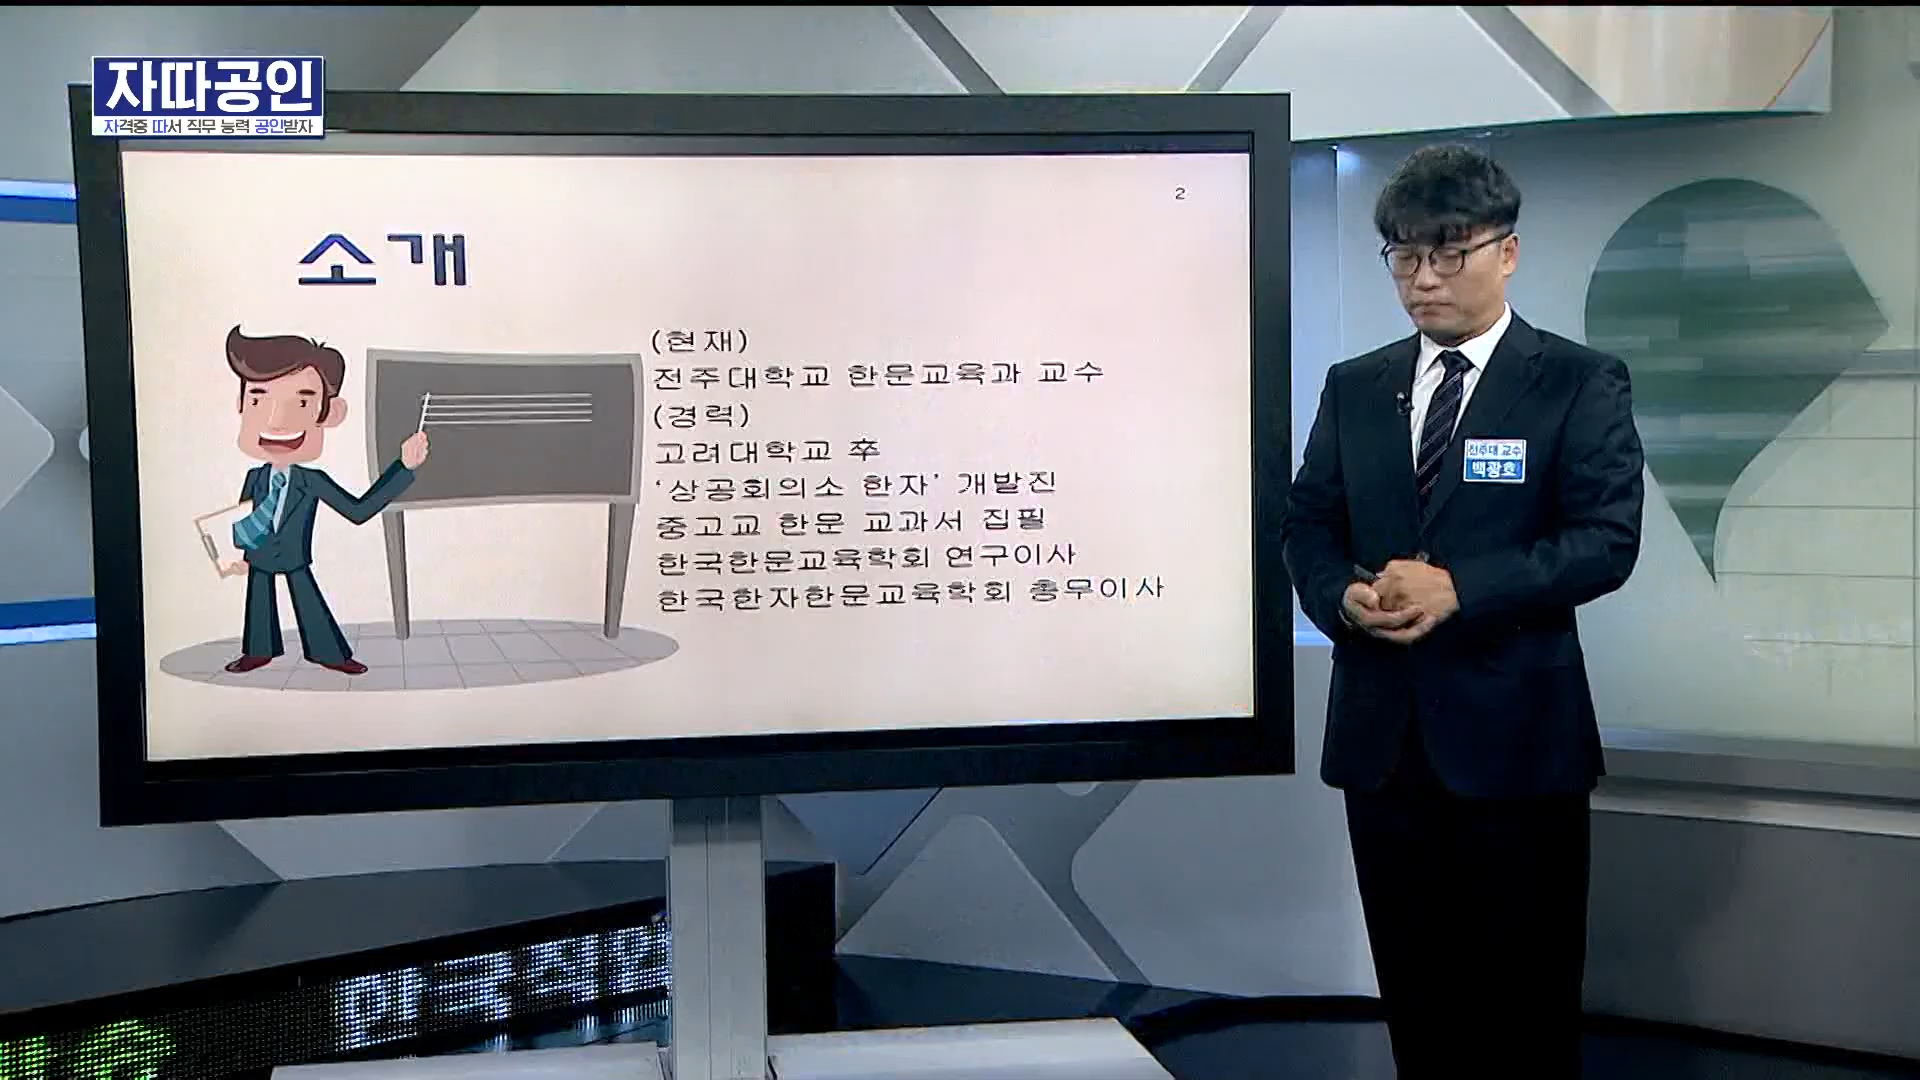 자따공인
자격증 따서 직무 능력 공인받자
2
소개
(현재)
전주대학교 한문교육과 교수
(경력)
고려대학교 卒
‘상공회의소 한자’ 개발진
중고교 한문 교과서 집필
한국한문교육학회 연구이사
한국한자한문교육학회 총무이사
전주대 교수
백광호